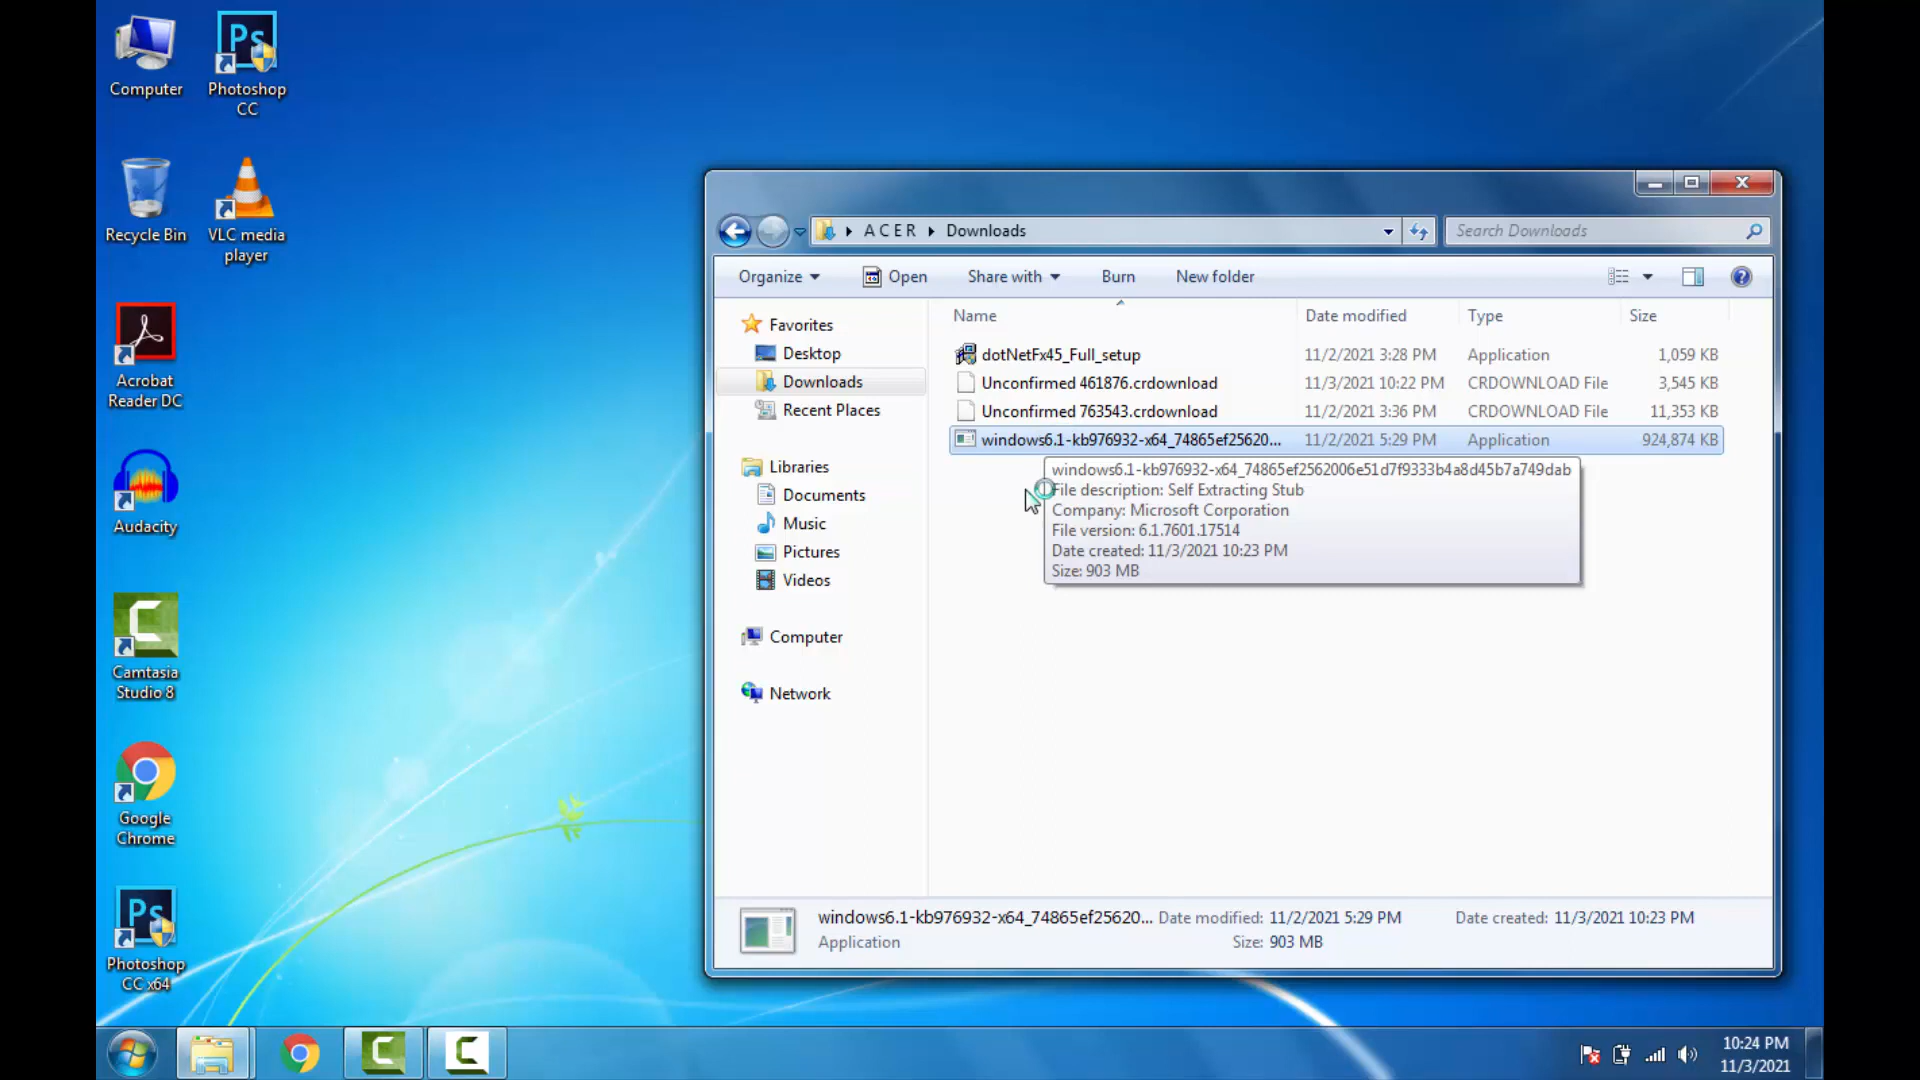 Computer
Photoshop
CC
Recycle Bin
VLC media
player
Acrobat
Reader DC
Audacity
Camtasia
Studio 8
Google
Chrome
Photoshop
CC x64
A C E R
Downloads
Search Downloads
Organize
Open
Share with
Burn
New folder
Favorites
Desktop
Downloads
Recent Places
Libraries
Documents
Music
Pictures
Videos
Computer
Network
Name Date modified Type Size
dotNetFx45_Full_setup 11/2/2021 3:28 PM Application 1,059 KB
Unconfirmed 461876.crdownload 11/3/2021 10:22 PM CRDOWNLOAD File 3,545 KB
Unconfirmed 763543.crdownload 11/2/2021 3:36 PM CRDOWNLOAD File 11,353 KB
windows6.1-kb976932-x64_74865ef25620... 11/2/2021 5:29 PM Application 924,874 KB
windows6.1-kb976932-x64_74865ef2562006e51d7f9333b4a8d45b7a749dab
File description: Self Extracting Stub
Company: Microsoft Corporation
File version: 6.1.7601.17514
Date created: 11/3/2021 10:23 PM
Size: 903 MB
windows6.1-kb976932-x64_74865ef25620... Date modified: 11/2/2021 5:29 PM Date created: 11/3/2021 10:23 PM
Application Size: 903 MB
10:24 PM
11/3/2021